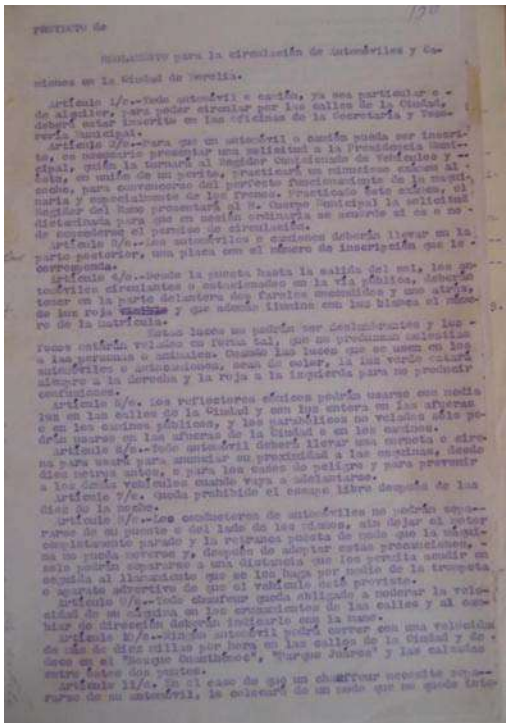 170
PROYECTO de
REGLAMENTO para la circulación de Automóviles y Ca-
miones en la Ciudad de Morelia.
Artículo 1/o.-Todo automóvil o camión, ya sea particular o -
de alquiler, para poder circular por las calles de la Ciudad,
deberá estar inscrito en las oficinas de la Secretaría y Teso-
rería Municipal.
Artículo 2/o.-Para que un automóvil o camión pueda ser inscri-
to, es necesario presentar una solicitud a la Presidencia Muni-
cipal, quién la turnará al Regidor Comisionado de Vehículos y --
éste, en unión de un perito, practicará un minucioso exámen al -
coche, para convencerse del perfecto funcionamiento de la maqui-
naria y especialmente de los frenos. Practicado éste exámen, el
Regidor del Ramo presentará al H. Cuerpo Municipal la solicitud
dictaminada para que en sesión ordinaria se acuerde si es o no-
de expenderse el permiso de circulación.
Artículo 3/o.-Los automóviles o camiones deberán llevar en la
parte posterior, una placa con el número de inscripción que le -
corresponda.
Artículo 4/o.-Desde la puesta hasta la salida del sol, los au-
tomóviles circulantes o estacionados en la vía pública, deberán
tener en la parte delantera dos faroles encendidos y uno atrás,
de luz roja y que además ilumine con luz blanca el núme-
ro de la matrícula.
Estas luces no podrán ser deslumbrantes y los -
focos estarán velados en forma tal, que no produzcan molestias
a las personas o animales. Cuando las luces que se usen en los
automóviles o autocamiones, sean de color, la luz verde estará
siempre a la derecha y la roja a la izquierda para no producir
confusiones.
Artículo 5/o. Los reflectores cónicos podrán usarse con media
luz en las calles de la Ciudad y con luz entera en las afueras
o en los caminos públicos, y los parabólicos no velados sólo po-
drán usarse en las afueras de la Ciudad o en los caminos.
Artículo 6/o.-Todo automóvil deberá llevar una corneta o sire-
na para usarla para anunciar su proximidad a las esquinas, desde
diez metros antes, o para los casos de peligro y para prevenir
a los demás vehículos cuando vaya a adelantarse.
Artículo 7/o. Queda prohibido el escape libre después de las
diez de la noche.
Artículo 8/o.-Los conductores de automóviles no podrán sepa--
rarse de su puesto o del lado de los mismos, sin dejar el motor
completamente parado y la retranca puesta de modo que la máqui-
na no pueda moverse y, después de adoptar estas precauciones, -
solo podrán separarse a una distancia que les permita acudir en
seguida al llamamiento que se les haga por medio de la trompeta
o aparato advertivo de que el vehículo esté provisto.
Artículo 9/o.-Todo chauffeur queda obligado a moderar la velo-
cidad de su máquina en los cruzamientos de las calles y al cam-
biar de dirección deberán indicarlo con la mano.
Artículo 10/o.-Ningún automóvil podrá correr con una velocidad
de más de diez millas por hora en las calles de la Ciudad y de -
doce en el "Bosque Cuauhtémoc", "Parque Juárez" y las calzadas
entre éstos dos puntos.
Artículo 11/o. En el caso de que un chauffeur necesite sepa--
rarse de su automóvil, lo colocará de un modo que no quede inte-